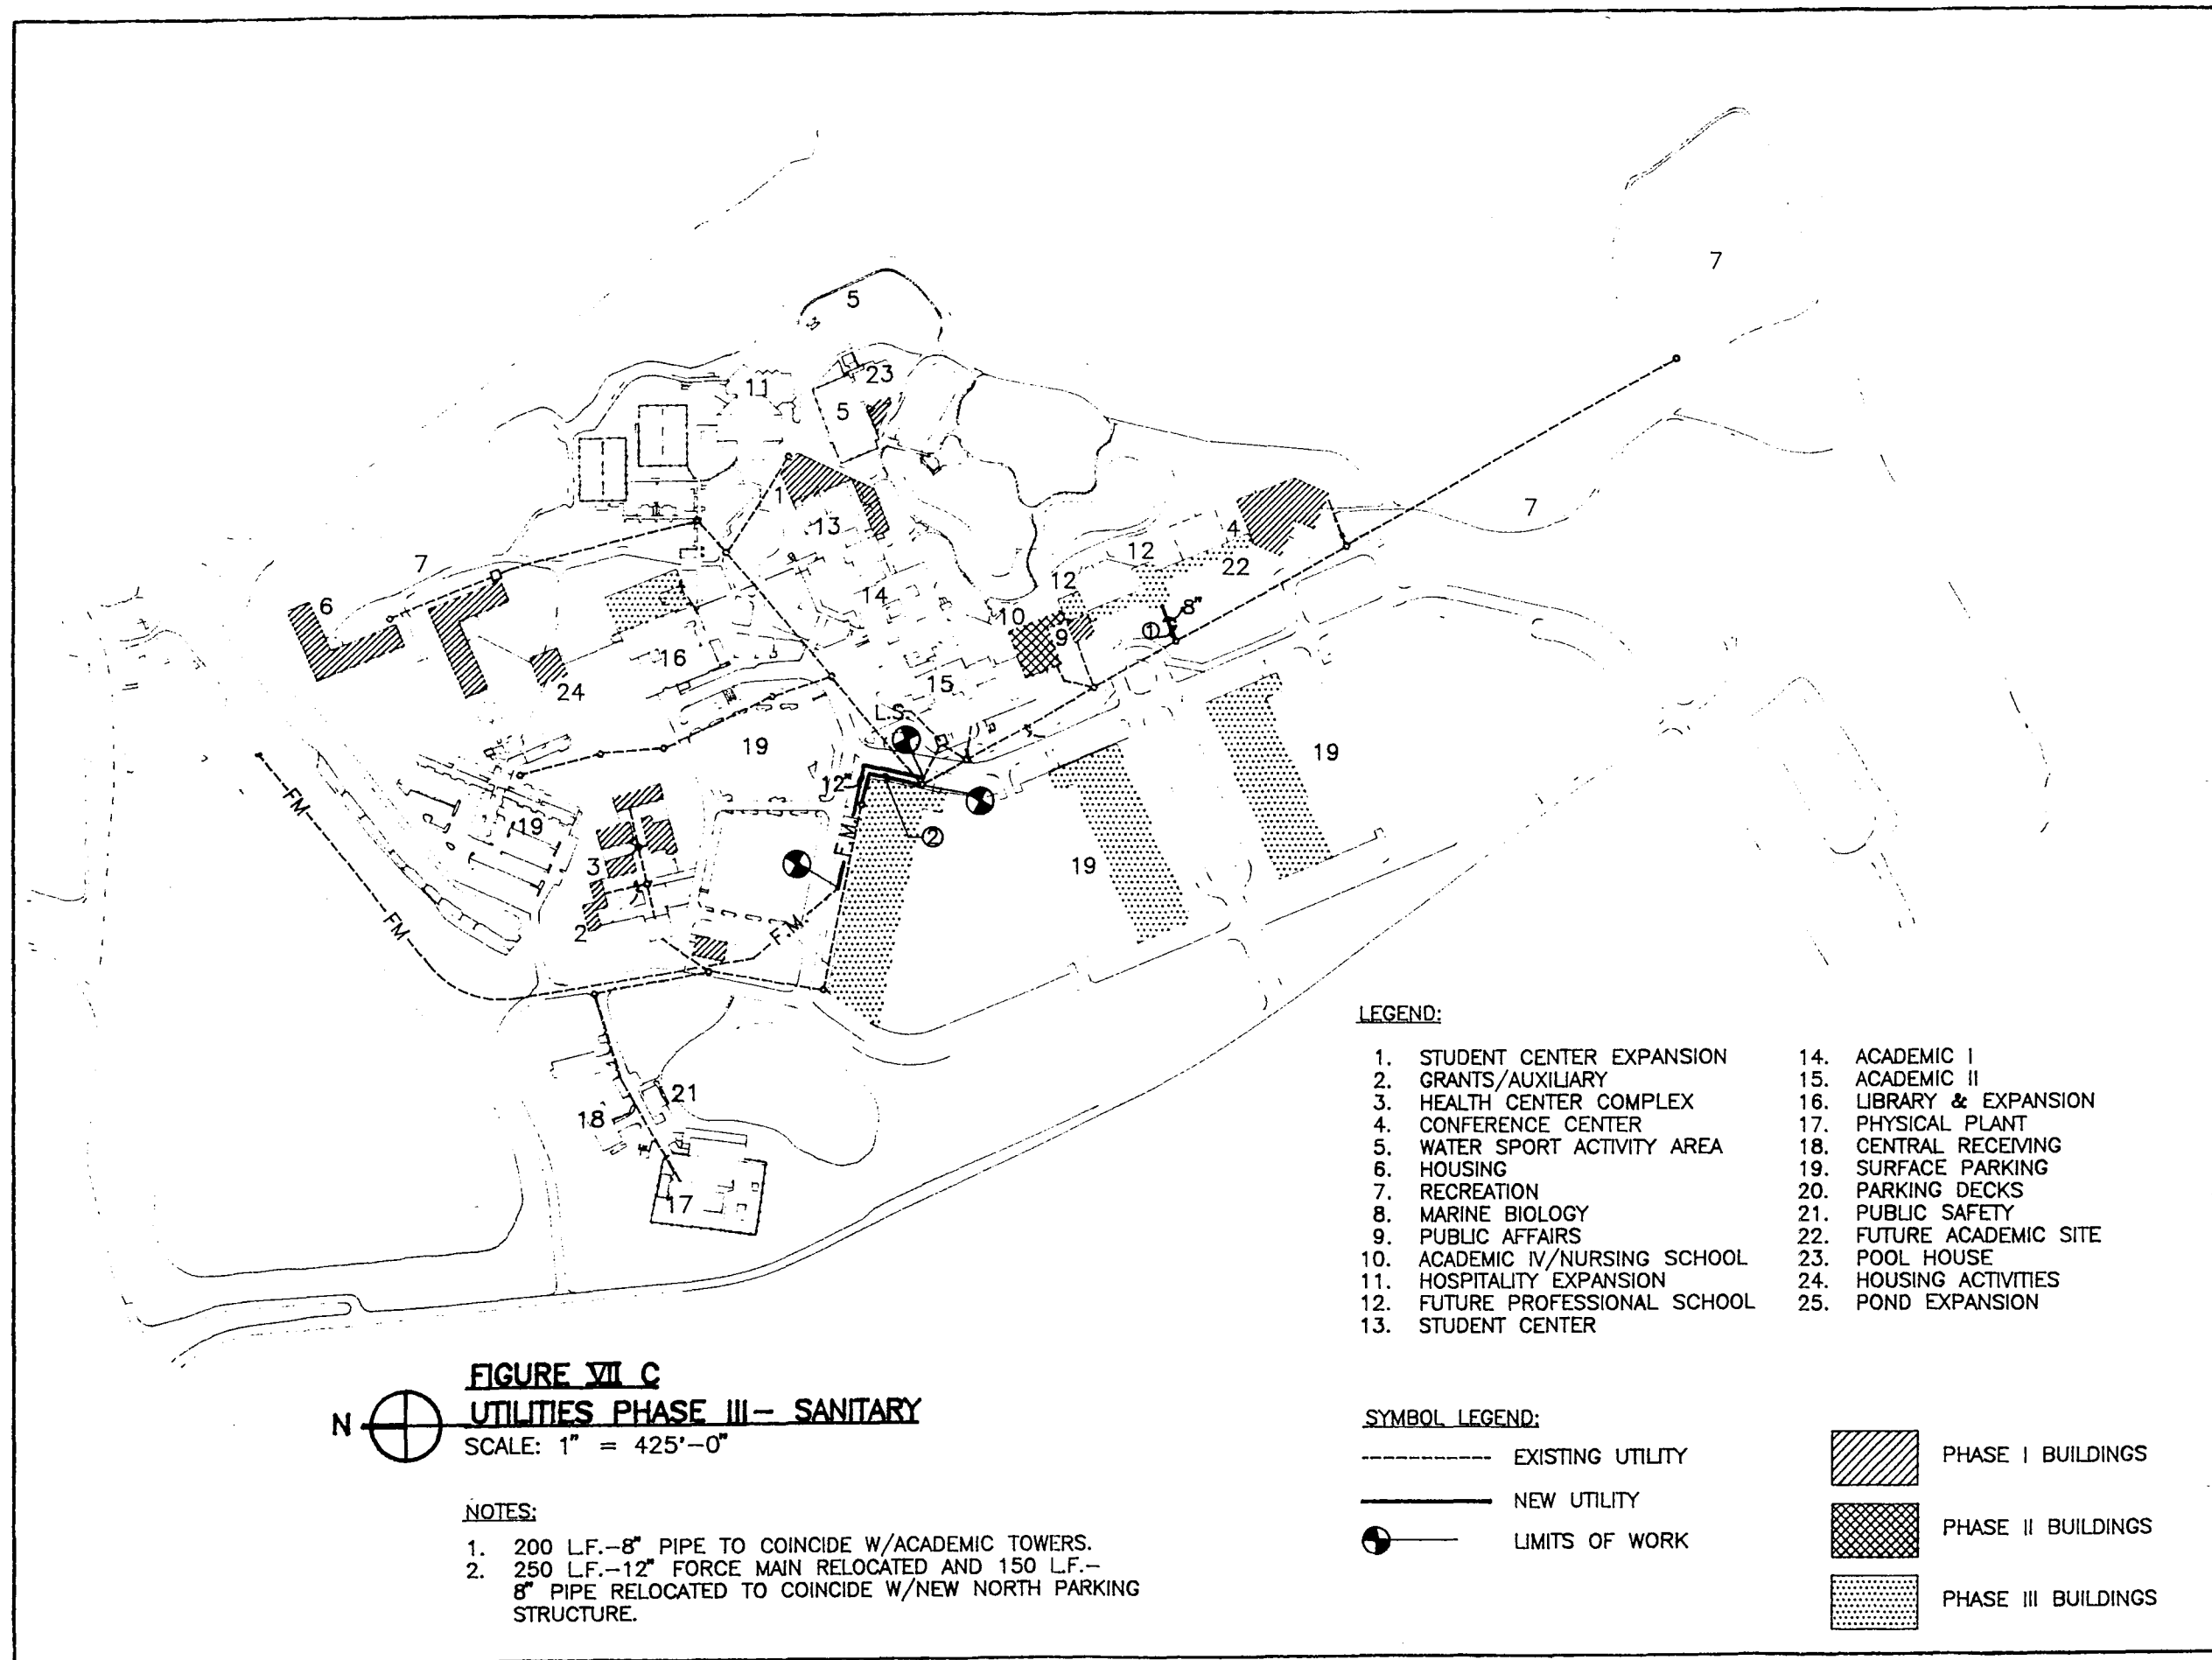 7
5
23
11
5
7
1
13
4
12
7
22
12
6
14
8"
10
9
1
16
24
15
L.S.
19
19
12"
FM
19
F.M.
2
3
19
FM
2
F.M.
21
18
17
LEGEND:
1. STUDENT CENTER EXPANSION
2. GRANTS/AUXILIARY
3. HEALTH CENTER COMPLEX
4. CONFERENCE CENTER
5. WATER SPORT ACTIVITY AREA
6. HOUSING
7. RECREATION
8. MARINE BIOLOGY
9. PUBLIC AFFAIRS
10. ACADEMIC IV/NURSING SCHOOL
11. HOSPITALITY EXPANSION
12. FUTURE PROFESSIONAL SCHOOL
13. STUDENT CENTER
14. ACADEMIC I
15. ACADEMIC II
16. LIBRARY & EXPANSION
17. PHYSICAL PLANT
18. CENTRAL RECEIVING
19. SURFACE PARKING
20. PARKING DECKS
21. PUBLIC SAFETY
22. FUTURE ACADEMIC SITE
23. POOL HOUSE
24. HOUSING ACTIVITIES
25. POND EXPANSION
FIGURE VII C
N
UTILITIES PHASE III- SANITARY
SCALE: 1" = 425'-0"
NOTES:
1. 200 L.F.-8" PIPE TO COINCIDE W/ACADEMIC TOWERS.
2. 250 L.F.-12" FORCE MAIN RELOCATED AND 150 L.F.-
8" PIPE RELOCATED TO COINCIDE W/NEW NORTH PARKING
STRUCTURE.
SYMBOL LEGEND:
EXISTING UTILITY
NEW UTILITY
LIMITS OF WORK
PHASE I BUILDINGS
PHASE II BUILDINGS
PHASE III BUILDINGS